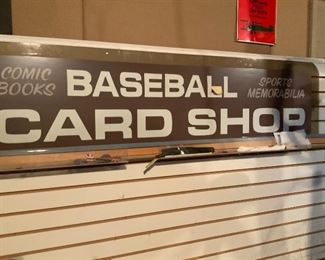 COMIC BOOKS
BASEBALL
SPORTS MEMORABILIA
CARD SHOP